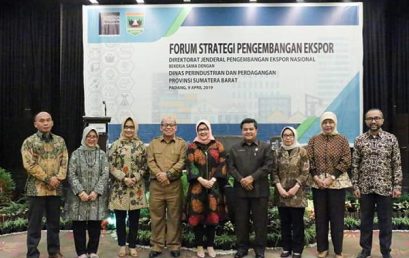 FORUM STRATEGI PENGEMBANGAN EKSPOR
DIREKTORAT JENDERAL PENGEMBANGAN EKSPOR NASIONAL
BEKERJA SAMA DENGAN
DINAS PERINDUSTRIAN DAN PERDAGANGAN
PROVINSI SUMATERA BARAT
PADANG, 9 APRIL 2019